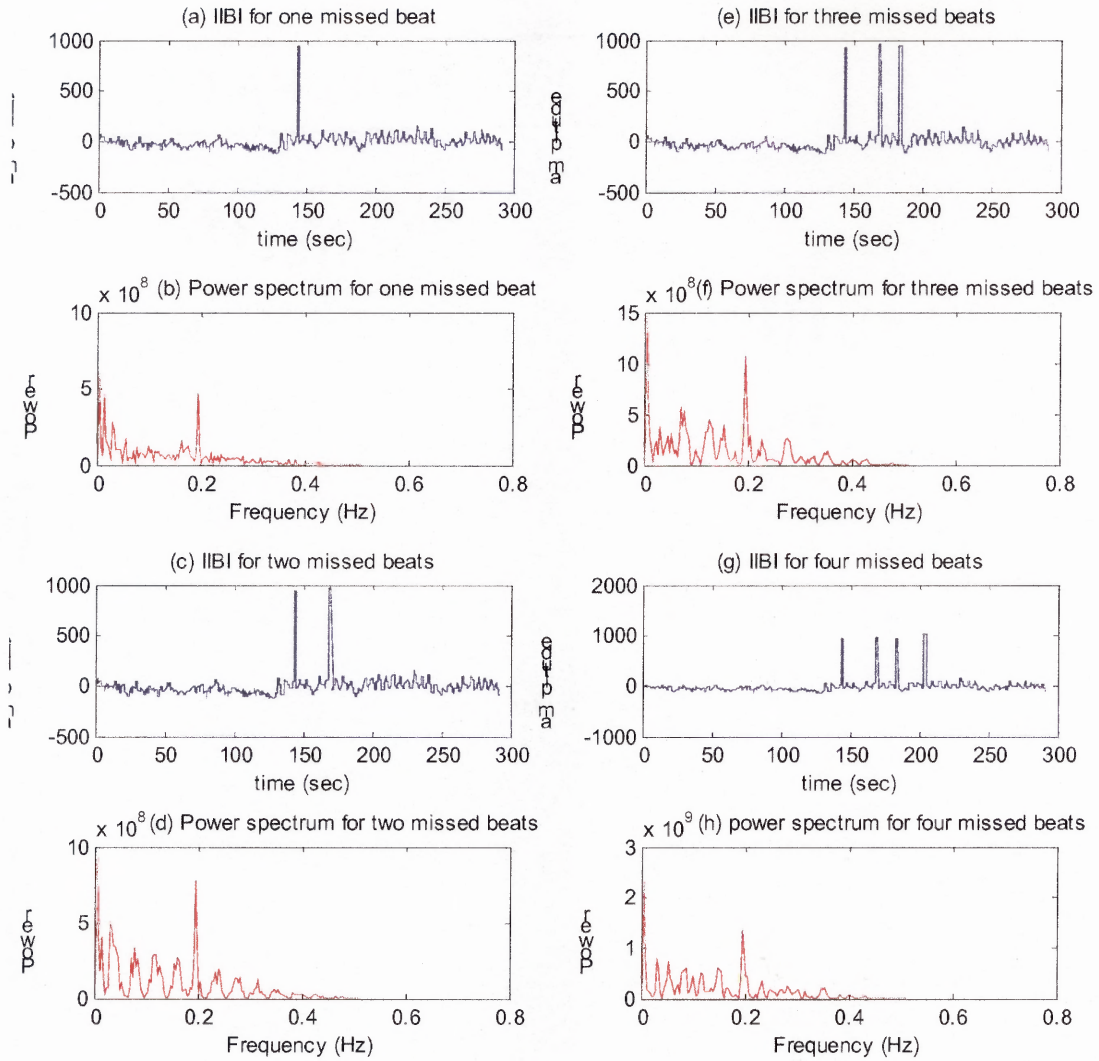 (a) IIBI for one missed beat
1000
500
0
-500
0 50 100 150 200 250 300
time (sec)
x 10^8 (b) Power spectrum for one missed beat
10
5
0
power
0 0.2 0.4 0.6 0.8
Frequency (Hz)
(c) IIBI for two missed beats
1000
500
0
-500
0 50 100 150 200 250 300
time (sec)
x 10^8 (d) Power spectrum for two missed beats
10
5
0
power
0 0.2 0.4 0.6 0.8
Frequency (Hz)
(e) IIBI for three missed beats
1000
500
0
-500
0 50 100 150 200 250 300
time (sec)
x 10^8 (f) Power spectrum for three missed beats
15
10
5
0
power
0 0.2 0.4 0.6 0.8
Frequency (Hz)
(g) IIBI for four missed beats
2000
1000
0
-1000
0 50 100 150 200 250 300
time (sec)
x 10^9 (h) power spectrum for four missed beats
3
2
1
0
power
0 0.2 0.4 0.6 0.8
Frequency (Hz)